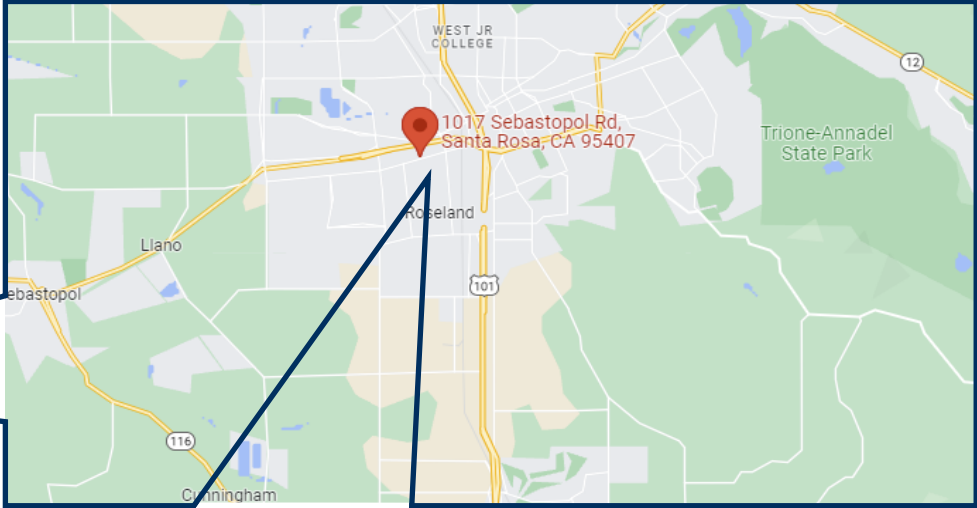 WEST JR
COLLEGE
12
1017 Sebastopol Rd,
Santa Rosa, CA 95407
Trione-Annadel
State Park
Roseland
Llano
101
ebastopol
116
Cunningham